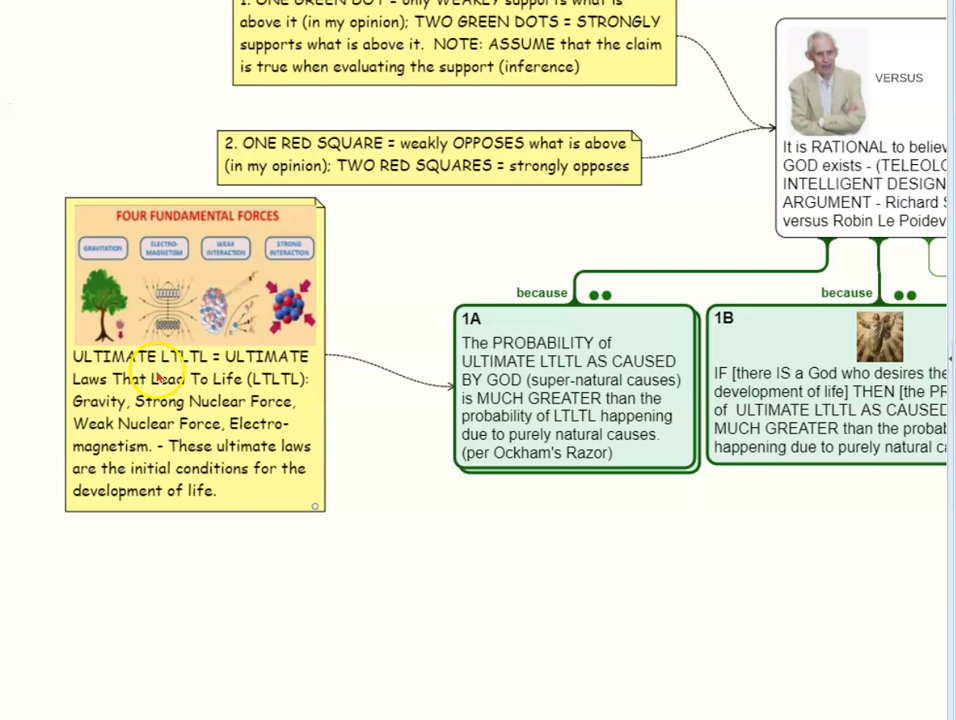 1. ONE GREEN DOT = only WEAKLY supports what is
above it (in my opinion); TWO GREEN DOTS = STRONGLY
supports what is above it. NOTE: ASSUME that the claim
is true when evaluating the support (inference)
2. ONE RED SQUARE = weakly OPPOSES what is above
(in my opinion); TWO RED SQUARES = strongly opposes
VERSUS
It is RATIONAL to
GOD exists -
INTELLIGENT DESIGN
ARGUMENT - Richard
versus Robin Le
FOUR FUNDAMENTAL FORCES
GRAVITATION
ELECTRO-
MAGNETISM
WEAK
INTERACTION
STRONG
INTERACTION
ULTIMATE LTLTL = ULTIMATE
Laws That Lead To Life (LTLTL):
Gravity, Strong Nuclear Force,
Weak Nuclear Force, Electro-
magnetism. - These ultimate laws
are the initial conditions for the
development of life.
because
1A
The PROBABILITY of
ULTIMATE LTLTL AS CAUSED
BY GOD (super-natural causes)
is MUCH GREATER than the
probability of LTLTL happening
due to purely natural causes.
(per Ockham's Razor)
because
1B
IF [there IS a God who desires the
development of life] THEN [the
of ULTIMATE LTLTL AS CAUSED
MUCH GREATER than the
happening due to purely natural